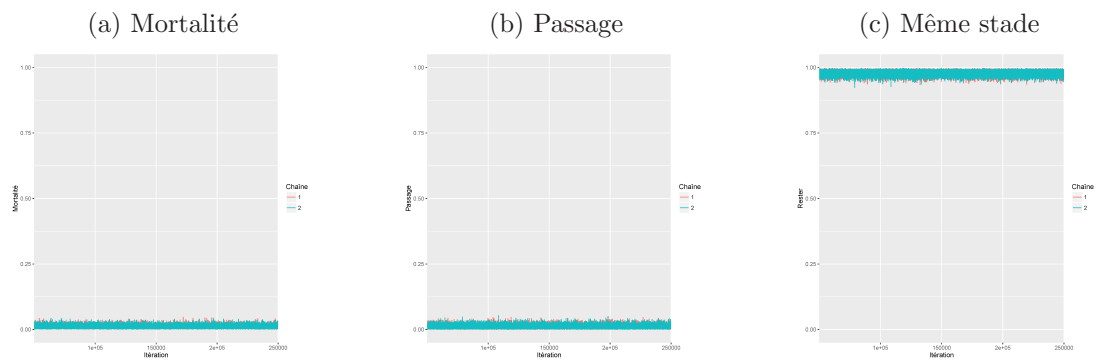 (a) Mortalité
(b) Passage
(c) Même stade
1.00
0.75
0.50
0.25
0.00
Mortalité
1e+05
150000
2e+05
250000
Itération
Chaîne
1
2
1.00
0.75
0.50
0.25
0.00
Passage
1e+05
150000
2e+05
250000
Itération
Chaîne
1
2
1.00
0.75
0.50
0.25
0.00
Rester
1e+05
150000
2e+05
250000
Itération
Chaîne
1
2